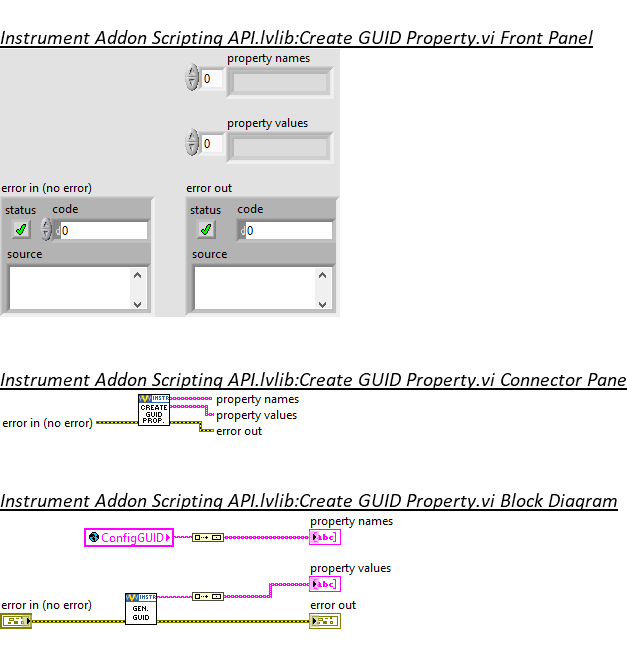 Instrument Addon Scripting API.lvlib:Create GUID Property.vi Front Panel
property names
0
property values
0
error in (no error)
error out
status code
status code
d0
d0
source
source
Instrument Addon Scripting API.lvlib:Create GUID Property.vi Connector Pane
INSTR
CREATE
GUID
PROP.
property names
property values
error in (no error)
error out
Instrument Addon Scripting API.lvlib:Create GUID Property.vi Block Diagram
property names
ConfigGUID
abc
property values
abc
INSTR
GEN.
GUID
error in (no error)
error out